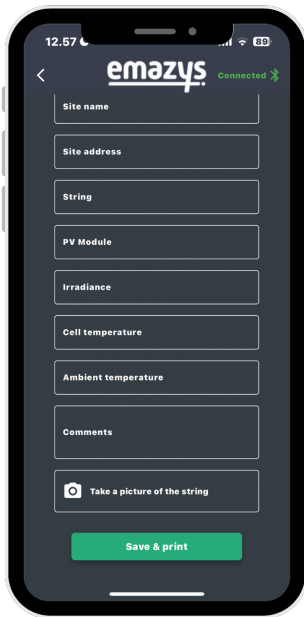 12.57
89
emazys
Connected
Site name
Site address
String
PV Module
Irradiance
Cell temperature
Ambient temperature
Comments
Take a picture of the string
Save & print